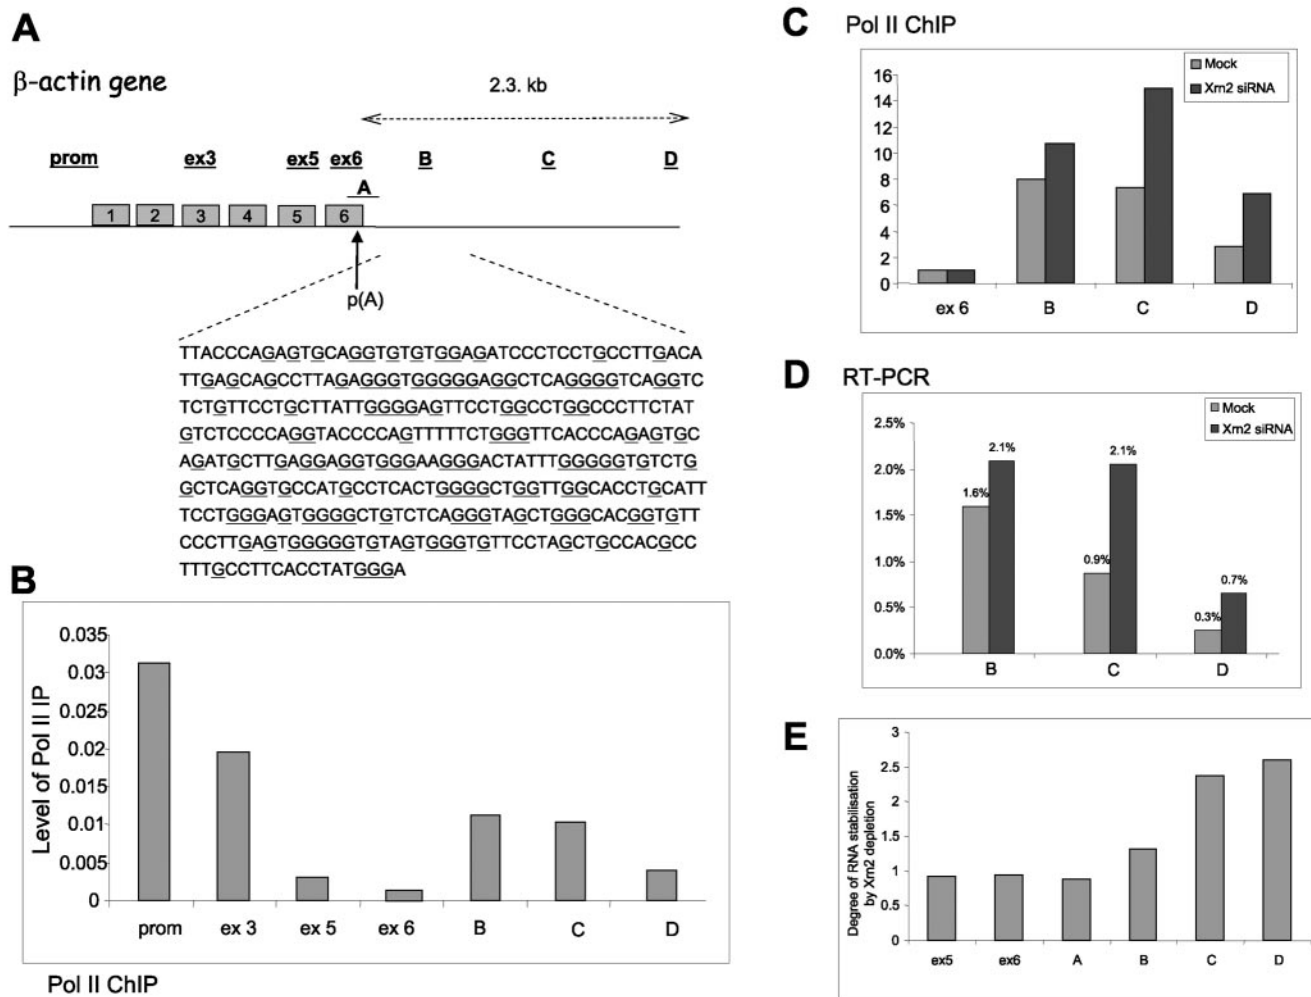 A
β-actin gene
2.3. kb
prom ex3 ex5 ex6 B C D
A
1 2 3 4 5 6
p(A)
TTACCCAGAGTGCAGGTGTGTGGAGATCCCTCCTGCCTTGACA
TTGAGCAGCCTTAGAGGGTGGGGGAGGCTCAGGGGTCAGGTC
TCTGTTCCTGCTTATTGGGGAGTTCCTGGCCTGGCCCTTCTAT
GTCTCCCCAGGTACCCCAGTTTTTCTGGGTTCACCCAGAGTGC
AGATGCTTGAGGAGGTGGGAAGGGACTATTTGGGGGTGTCTG
GCTCAGGTGCCATGCCTCACTGGGGCTGGTTGGCACCTGCATT
TCCTGGGAGTGGGGCTGTCTCAGGGTAGCTGGGCACGGTGTT
CCCTTGAGTGGGGGTGTAGTGGGTGTTCCTAGCTGCCACGCC
TTTGCCTTCACCTATGGGA
B
Level of Pol II IP
0.035
0.03
0.025
0.02
0.015
0.01
0.005
0
prom ex 3 ex 5 ex 6 B C D
Pol II ChIP
C
Pol II ChIP
Mock
Xrn2 siRNA
16
14
12
10
8
6
4
2
0
ex 6 B C D
D
RT-PCR
Mock
Xrn2 siRNA
2.5%
2.0%
1.5%
1.0%
0.5%
0.0%
1.6% 2.1% 0.9% 2.1% 0.3% 0.7%
B C D
E
Degree of RNA stabilisation
by Xrn2 depletion
3
2.5
2
1.5
1
0.5
0
ex5 ex6 A B C D